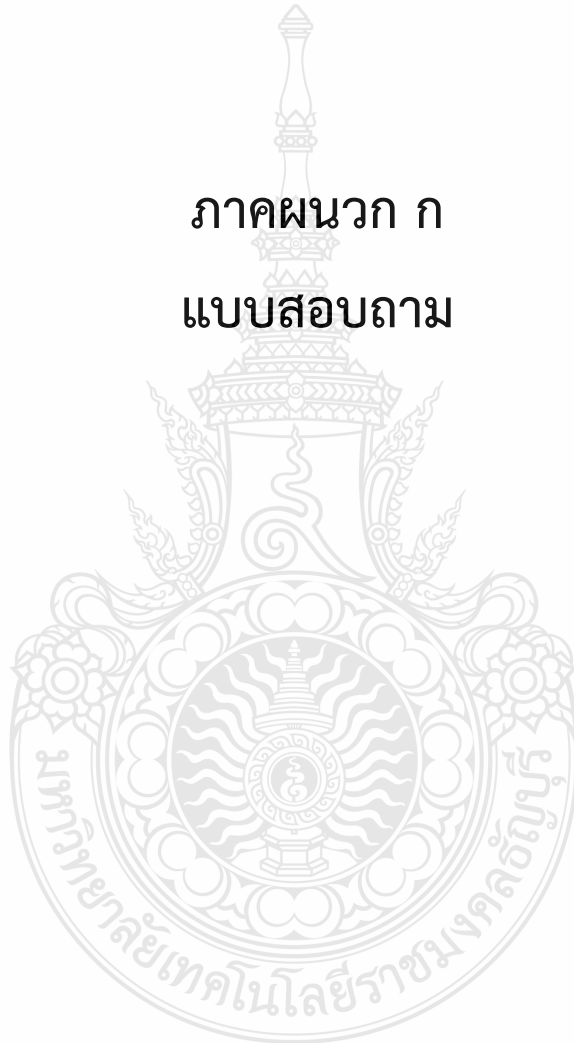 ภาคผนวก ก
แบบสอบถาม
มหาวิทยาลัยเทคโนโลยีราชมงคลธัญบุรี